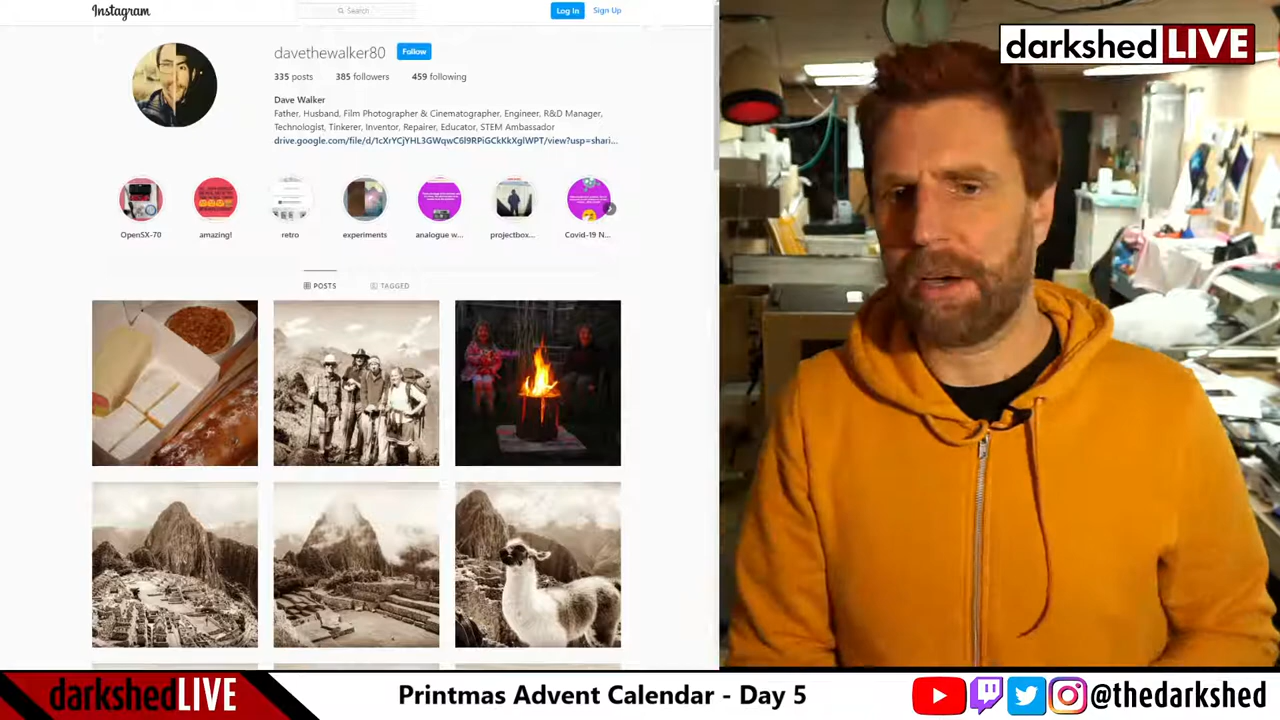 Instagram
Search
Log In
Sign Up
davethewalker80
Follow
335 posts
385 followers
459 following
Dave Walker
Father, Husband, Film Photographer & Cinematographer, Engineer, R&D Manager,
Technologist, Tinkerer, Inventor, Repairer, Educator, STEM Ambassador
OpenSX-70
amazing!
retro
experiments
analogue w...
projectbox...
Covid-19 N...
POSTS
TAGGED
darkshed LIVE
darkshedLIVE
Printmas Advent Calendar - Day 5
@thedarkshed